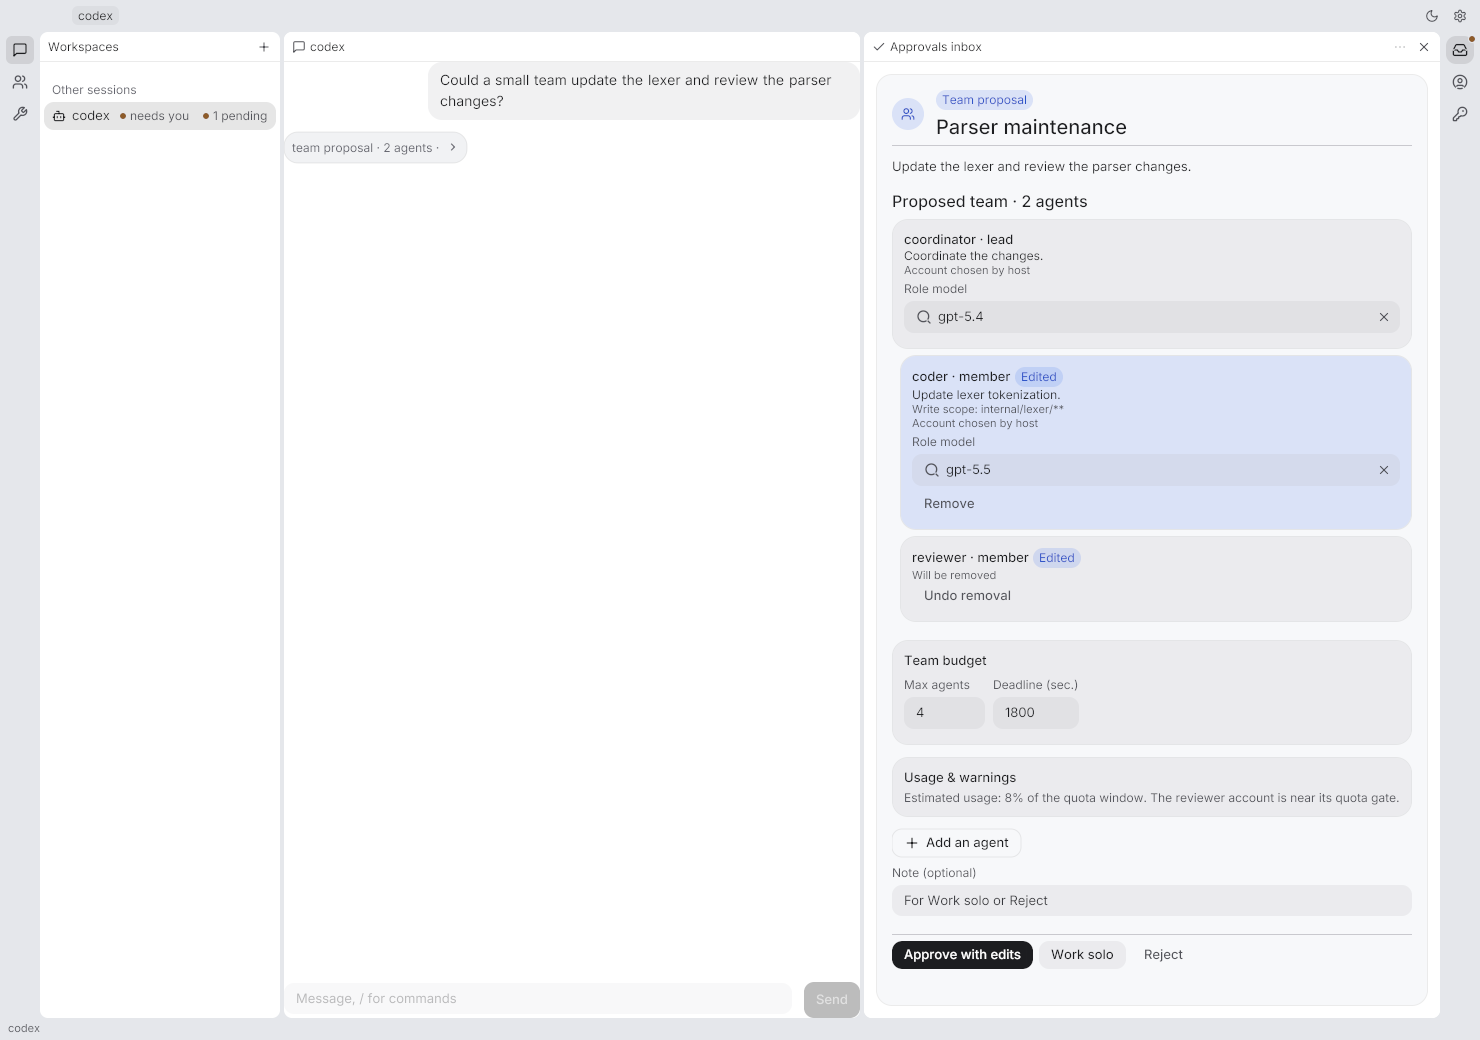 codex
Workspaces
Other sessions
codex needs you 1 pending
codex
Could a small team update the lexer and review the parser
changes?
team proposal · 2 agents ·
Message, / for commands
Send
Approvals inbox
Team proposal
Parser maintenance
Update the lexer and review the parser changes.
Proposed team · 2 agents
coordinator · lead
Coordinate the changes.
Account chosen by host
Role model
gpt-5.4
coder · member Edited
Update lexer tokenization.
Write scope: internal/lexer/**
Account chosen by host
Role model
gpt-5.5
Remove
reviewer · member Edited
Will be removed
Undo removal
Team budget
Max agents Deadline (sec.)
4 1800
Usage & warnings
Estimated usage: 8% of the quota window. The reviewer account is near its quota gate.
Add an agent
Note (optional)
For Work solo or Reject
Approve with edits Work solo Reject
codex